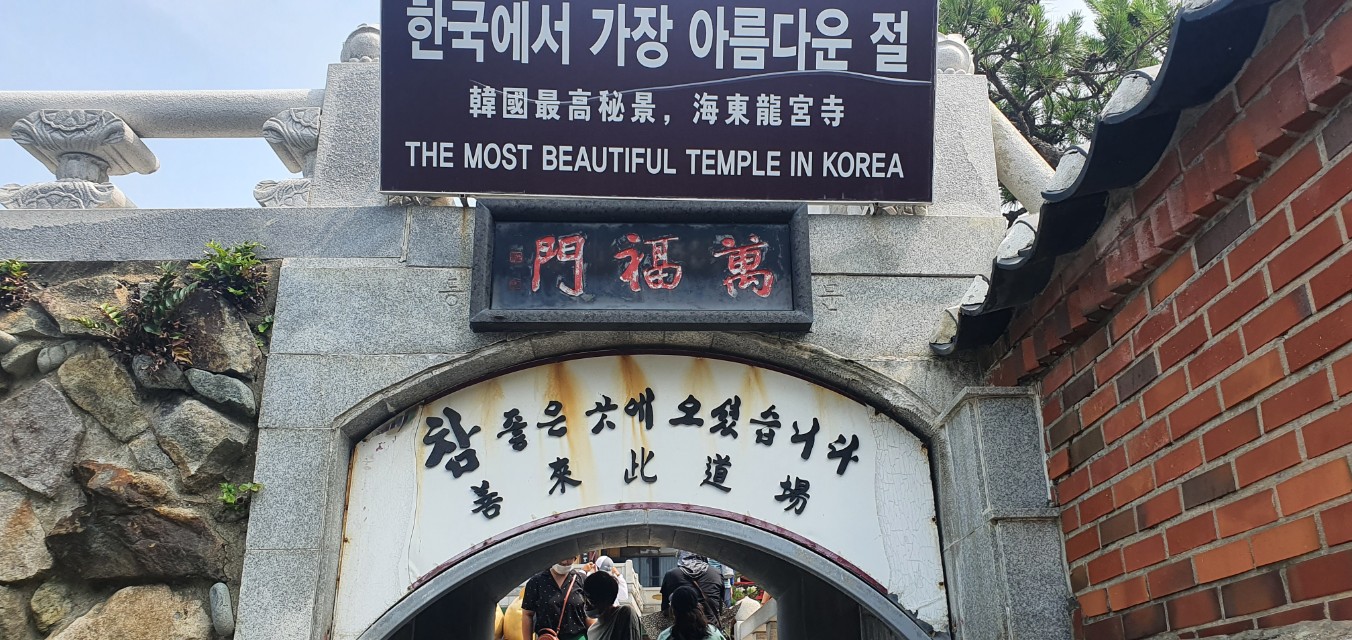 한국에서 가장 아름다운 절
韓國最高秘景, 海東龍宮寺
THE MOST BEAUTIFUL TEMPLE IN KOREA
門福萬
참 좋은 곳에 오셨습니다
善來此道場